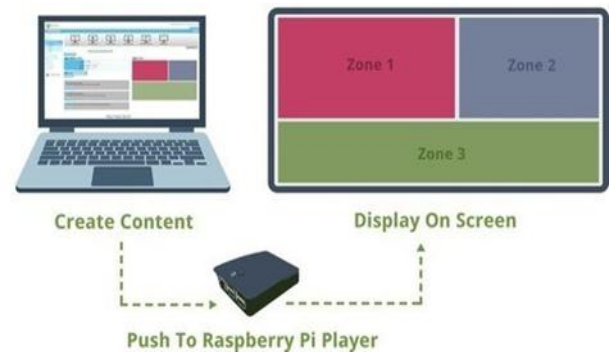 Zone 1
Zone 2
Zone 3
Create Content
Display On Screen
Push To Raspberry Pi Player